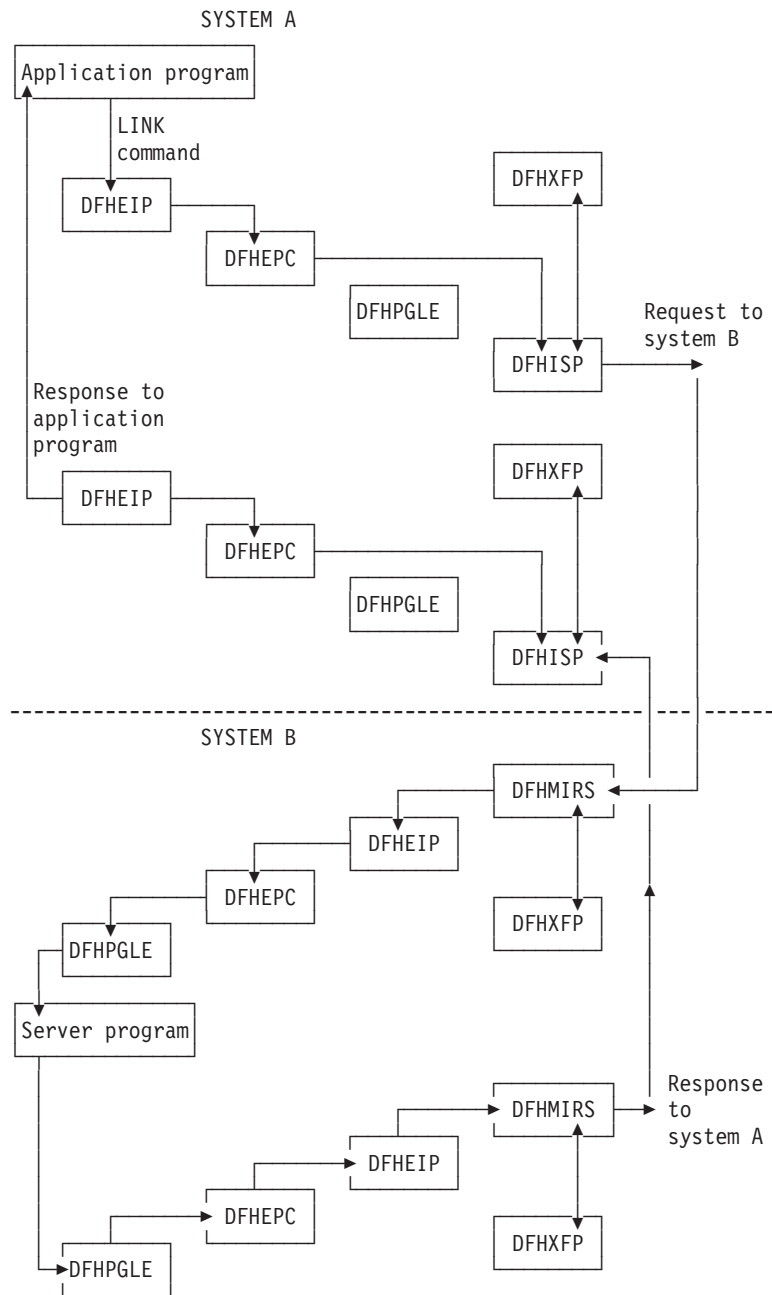 SYSTEM A
Application program
LINK
command
DFHXFP
DFHEIP
DFHEPC
DFHPGLE
Request to
system B
DFHISP
Response to
application
program
DFHXFP
DFHEIP
DFHEPC
DFHPGLE
DFHISP
SYSTEM B
DFHMIRS
DFHEIP
DFHEPC
DFHXFP
DFHPGLE
Server program
DFHMIRS
Response
to
system A
DFHEIP
DFHEPC
DFHXFP
DFHPGLE